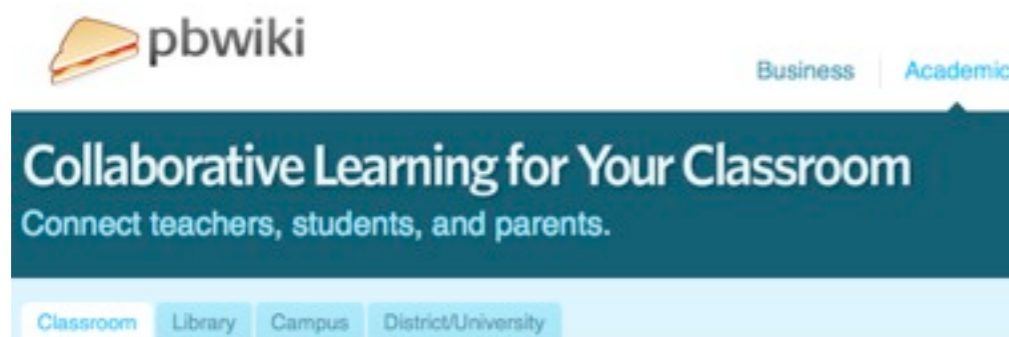 pbwiki
Business Academic
Collaborative Learning for Your Classroom
Connect teachers, students, and parents.
Classroom Library Campus District/University